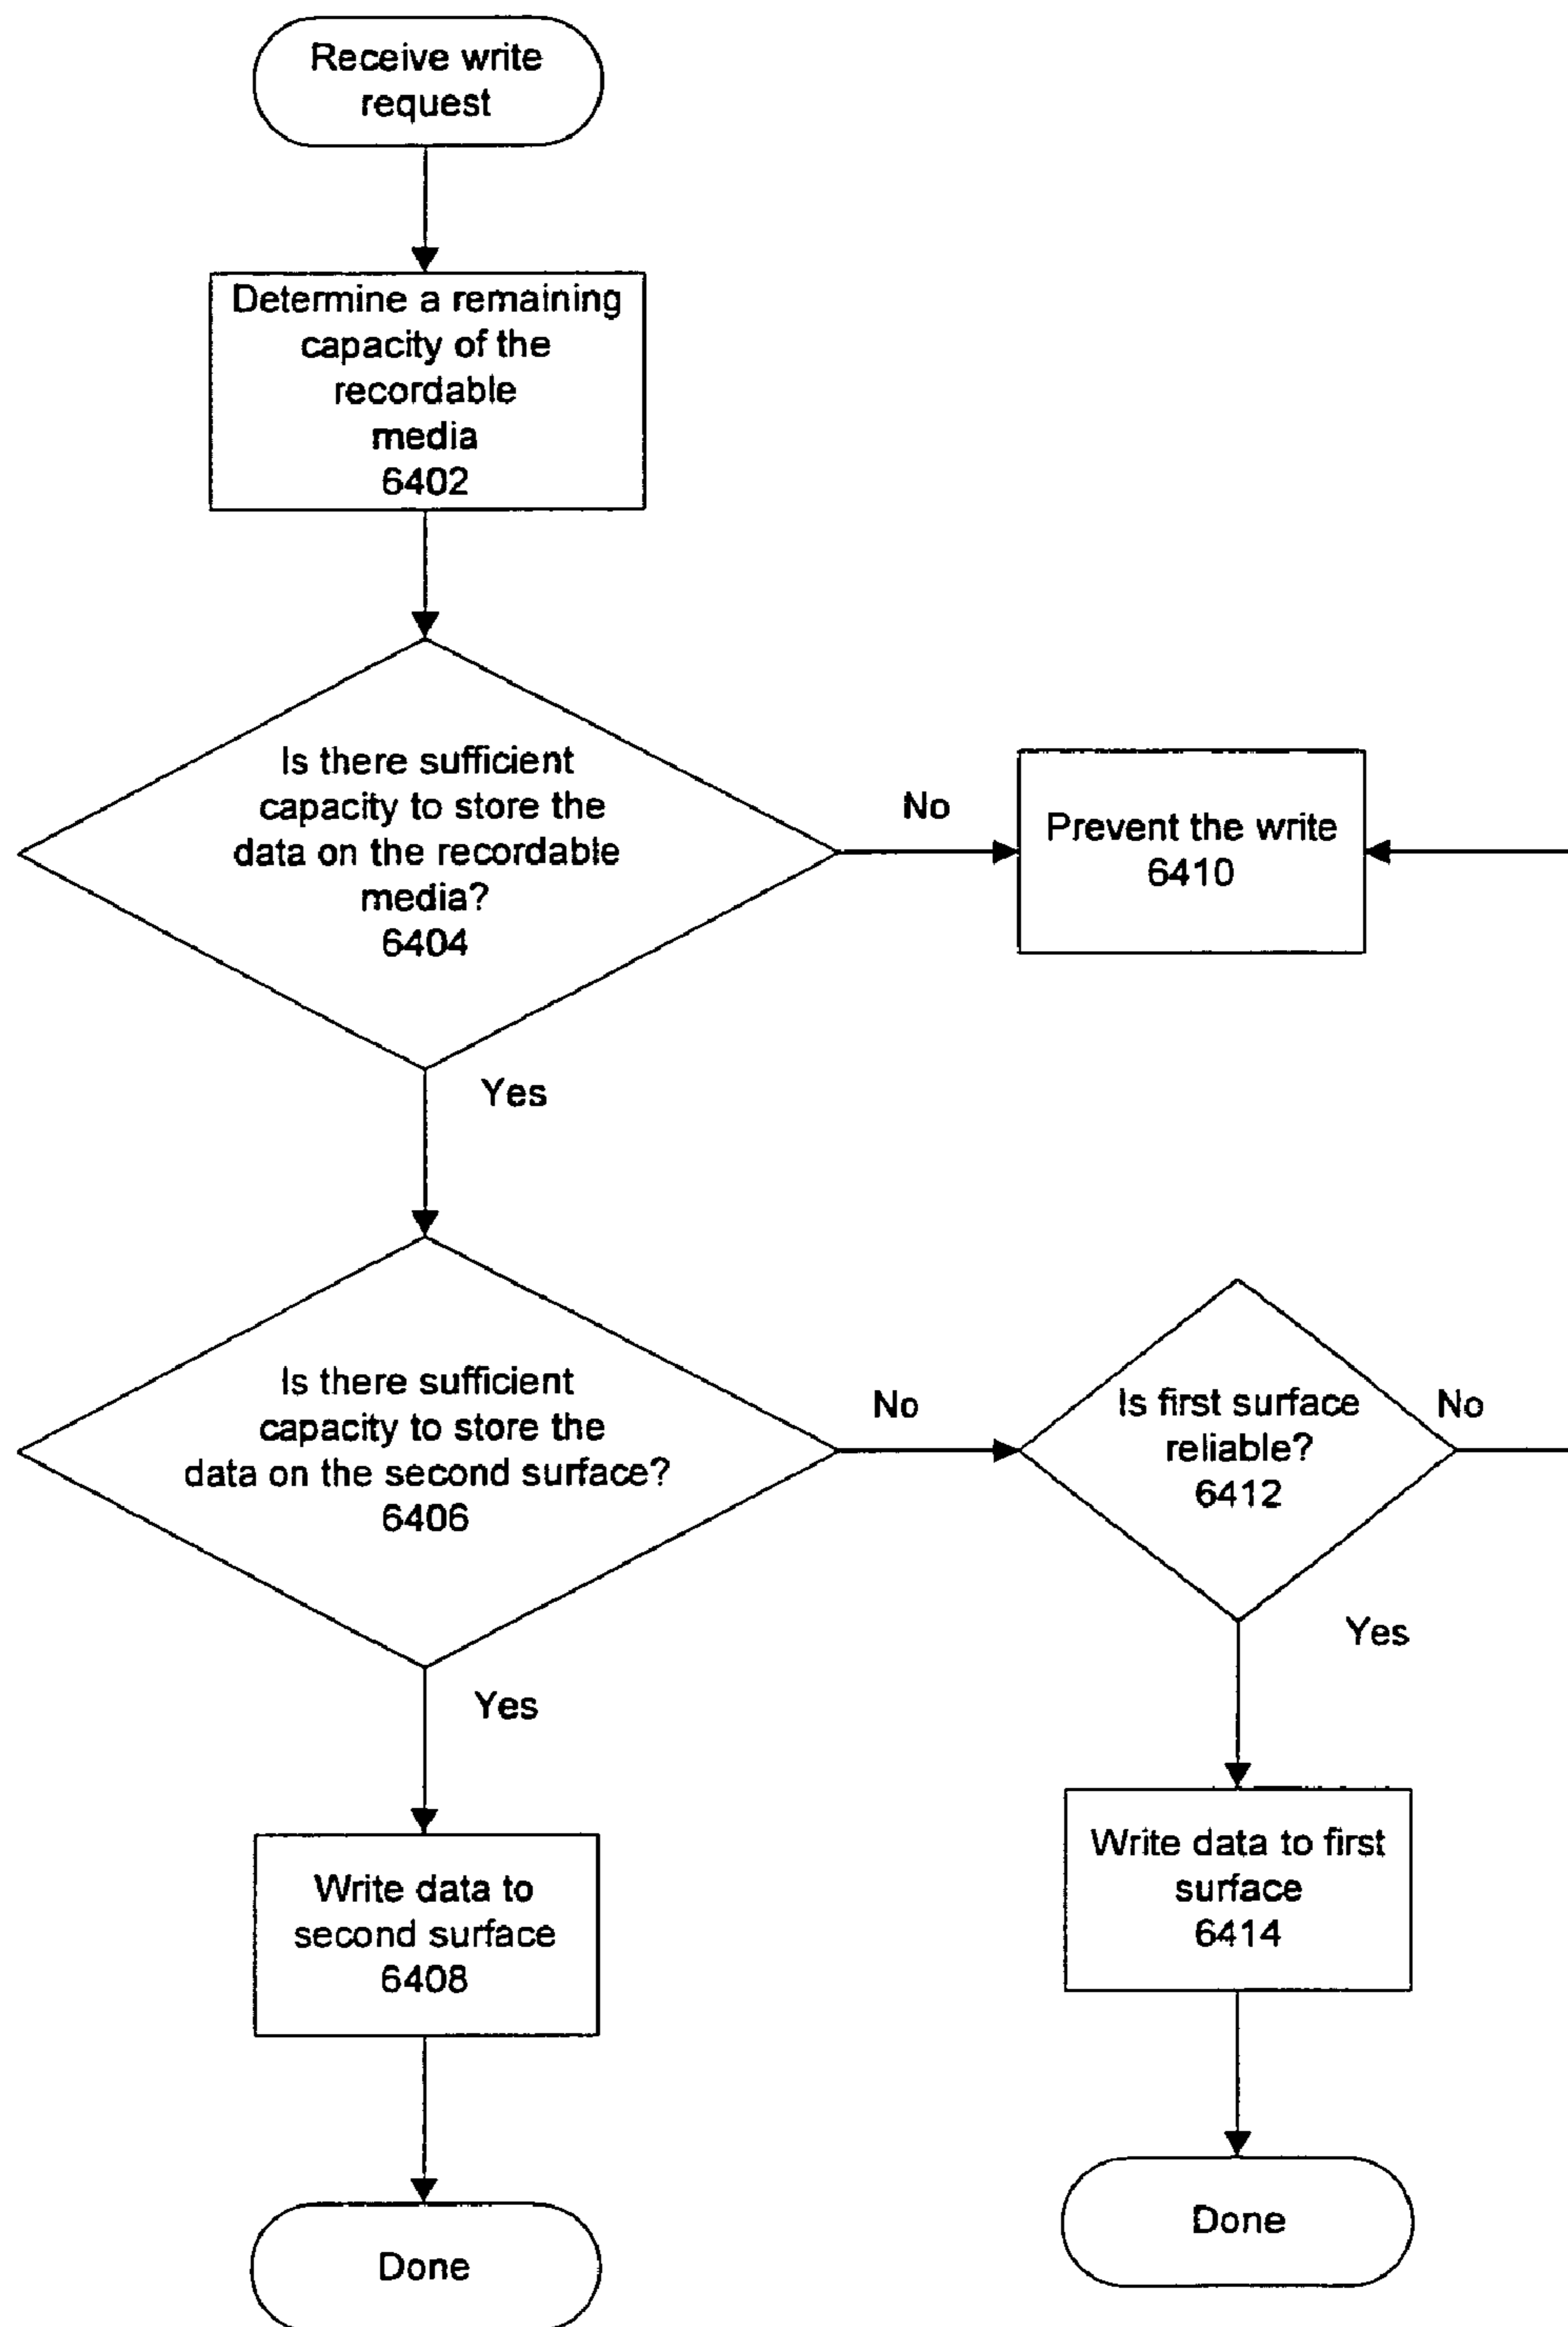 Receive write
request
Determine a remaining
capacity of the
recordable
media
6402
Is there sufficient
capacity to store the
data on the recordable
media?
6404
No
Prevent the write
6410
Yes
Is there sufficient
capacity to store the
data on the second surface?
6406
No
Is first surface
reliable?
6412
No
Yes
Yes
Write data to
second surface
6408
Write data to first
surface
6414
Done
Done